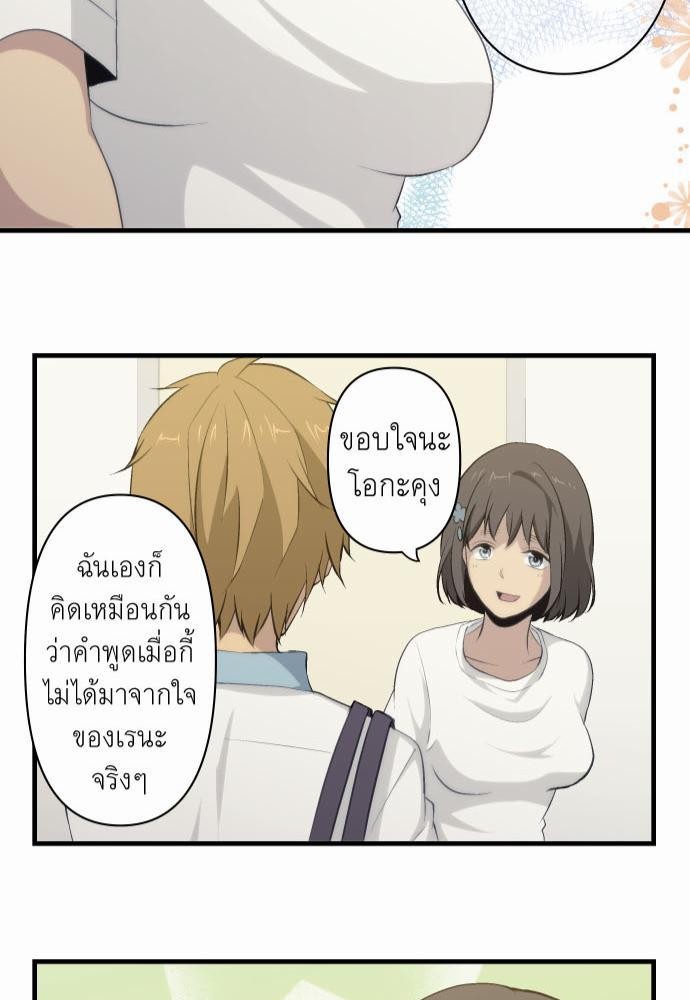 ขอบใจนะ
โอกะคุง
ฉันเองก็
คิดเหมือนกัน
ว่าคำพูดเมื่อกี้
ไม่ได้มาจากใจ
ของเรนะ
จริงๆ